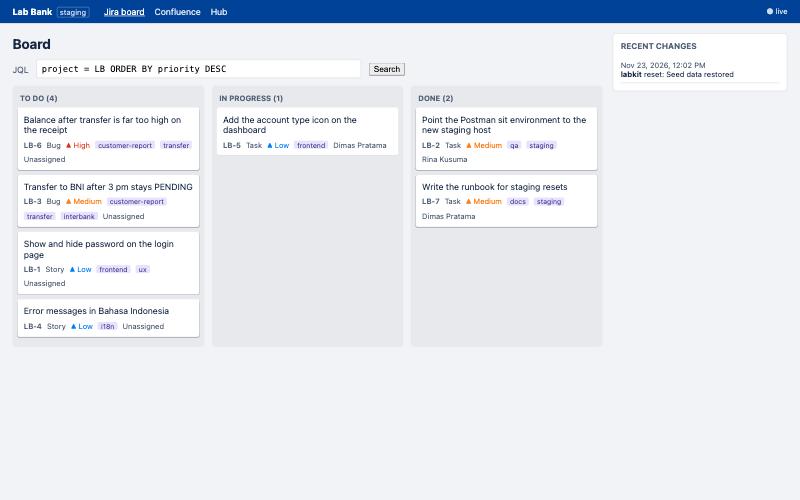 Lab Bank staging Jira board Confluence Hub live
Board
JQL project = LB ORDER BY priority DESC Search
TO DO (4)
Balance after transfer is far too high on
the receipt
LB-6 Bug High customer-report transfer
Unassigned
Transfer to BNI after 3 pm stays PENDING
LB-3 Bug Medium customer-report
transfer interbank Unassigned
Show and hide password on the login
page
LB-1 Story Low frontend ux
Unassigned
Error messages in Bahasa Indonesia
LB-4 Story Low i18n Unassigned
IN PROGRESS (1)
Add the account type icon on the
dashboard
LB-5 Task Low frontend Dimas Pratama
DONE (2)
Point the Postman sit environment to the
new staging host
LB-2 Task Medium qa staging
Rina Kusuma
Write the runbook for staging resets
LB-7 Task Medium docs staging
Dimas Pratama
RECENT CHANGES
Nov 23, 2026, 12:02 PM
labkit reset: Seed data restored